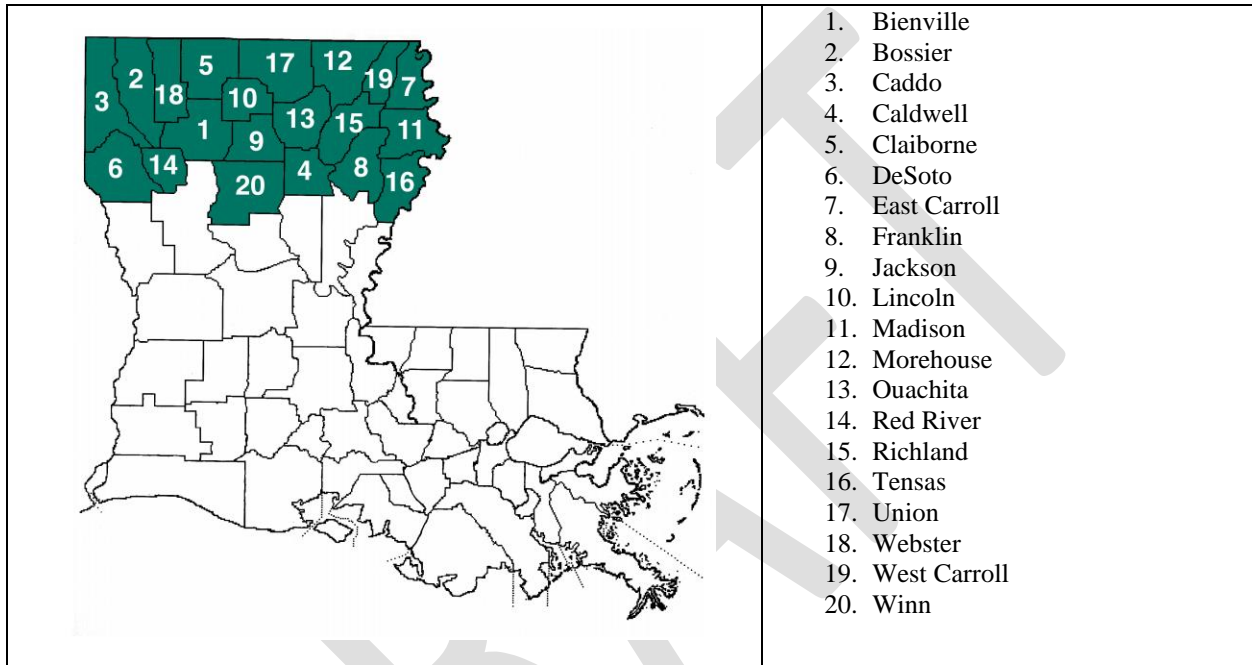 5 17 12
2 19 7
3 18 10
1 13 15 11
9
6 14 4 8 16
20
1. Bienville
2. Bossier
3. Caddo
4. Caldwell
5. Claiborne
6. DeSoto
7. East Carroll
8. Franklin
9. Jackson
10. Lincoln
11. Madison
12. Morehouse
13. Ouachita
14. Red River
15. Richland
16. Tensas
17. Union
18. Webster
19. West Carroll
20. Winn